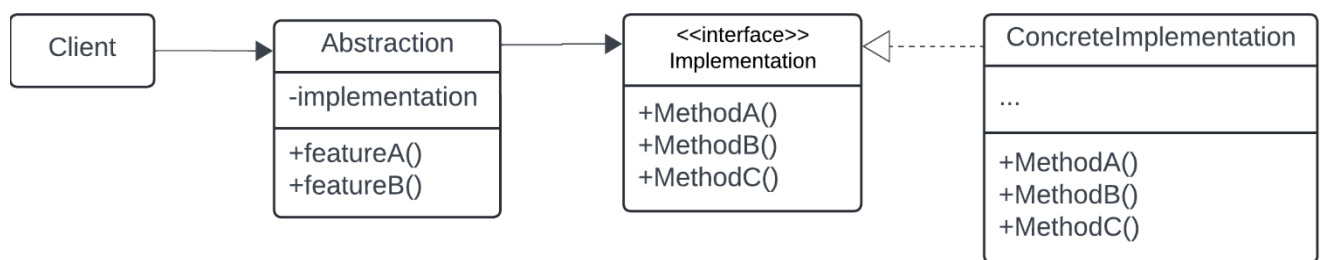 Client
Abstraction
-implementation
+featureA()
+featureB()
<<interface>>
Implementation
+MethodA()
+MethodB()
+MethodC()
ConcreteImplementation
...
+MethodA()
+MethodB()
+MethodC()